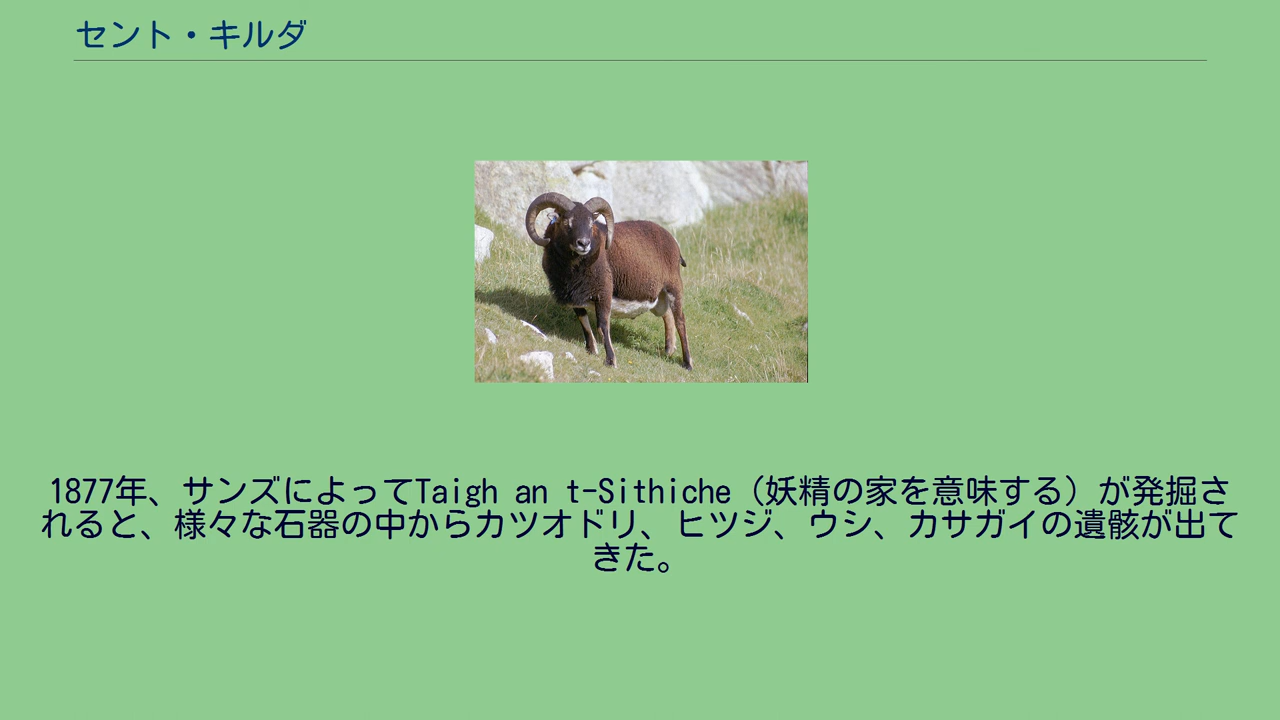 セント・キルダ
1877年、サンズによってTaigh an t-Sithiche（妖精の家を意味する）が発掘さ
れると、様々な石器の中からカツオドリ、ヒツジ、ウシ、カサガイの遺骸が出て
きた。